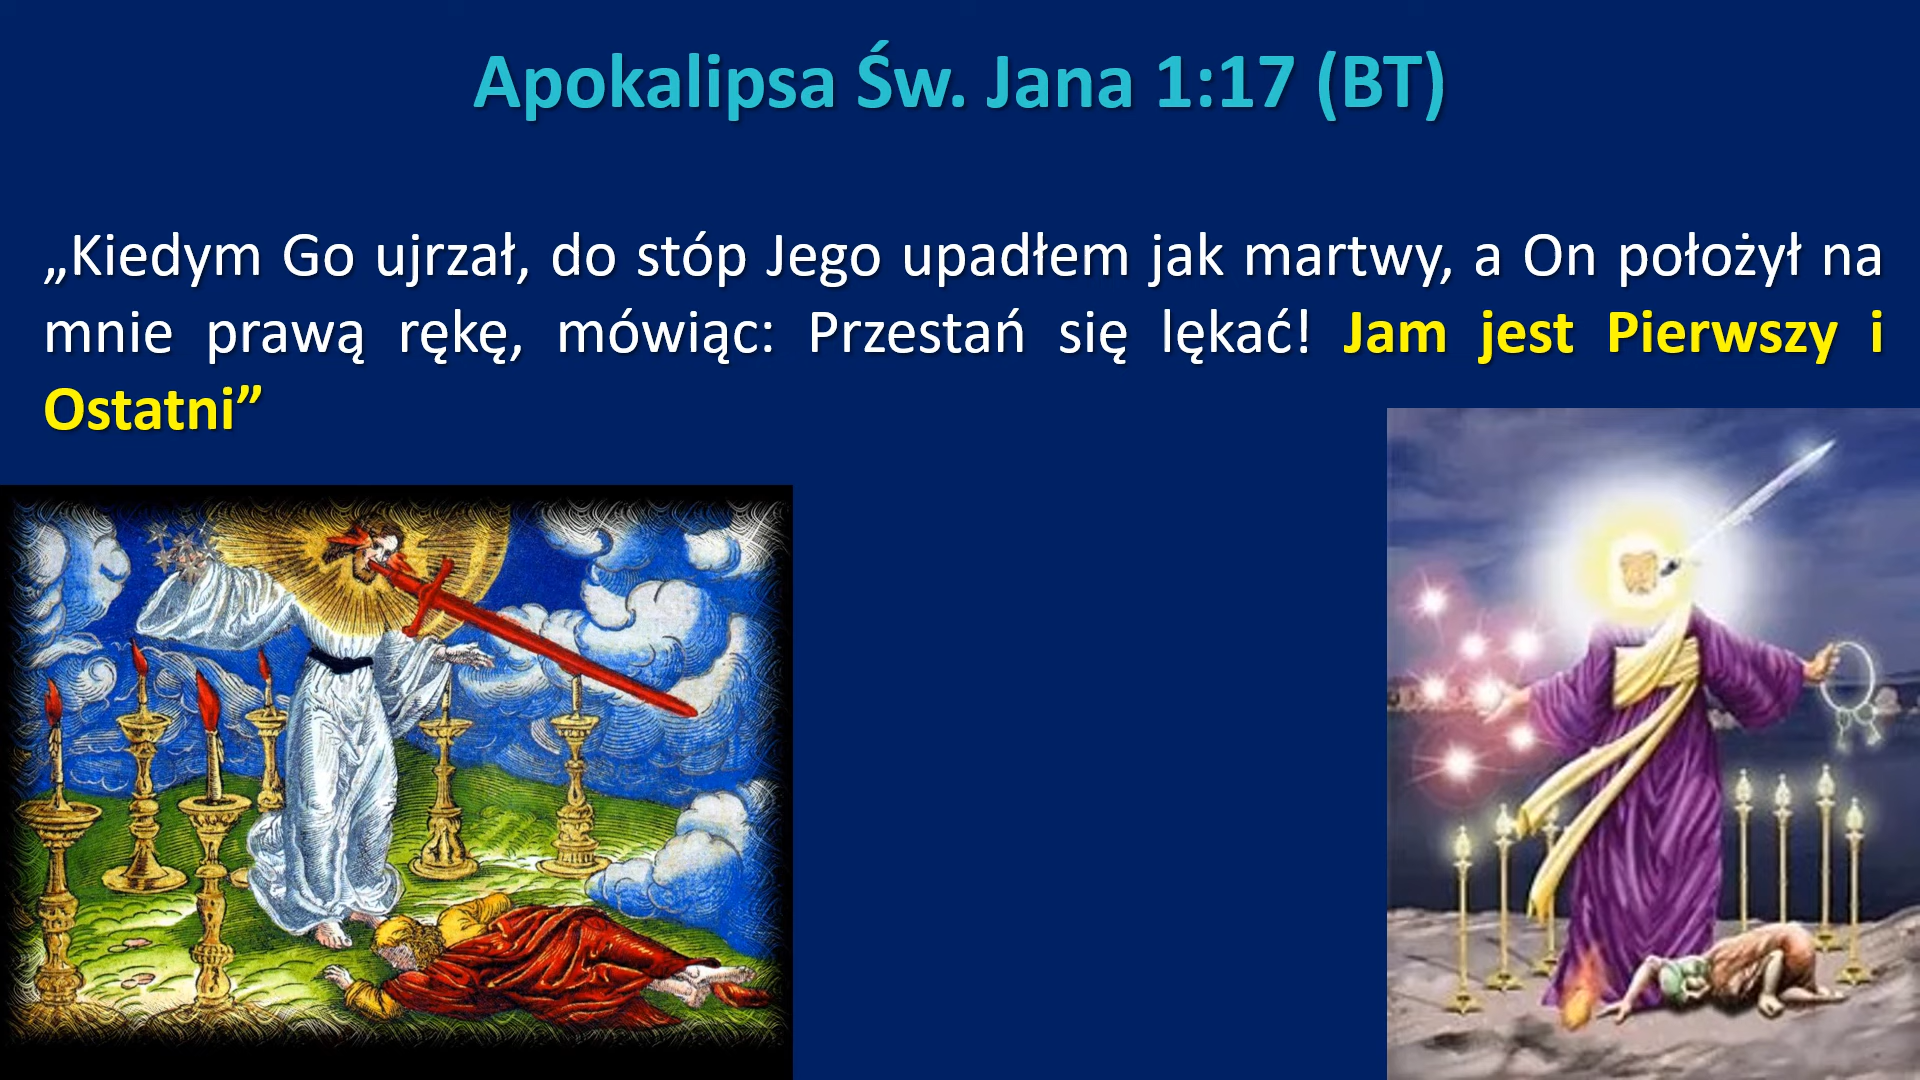 Apokalipsa Św. Jana 1:17 (BT)
„Kiedym Go ujrzał, do stóp Jego upadłem jak martwy, a On położył na
mnie prawą rękę, mówiąc: Przestań się lękać! Jam jest Pierwszy i
Ostatni”